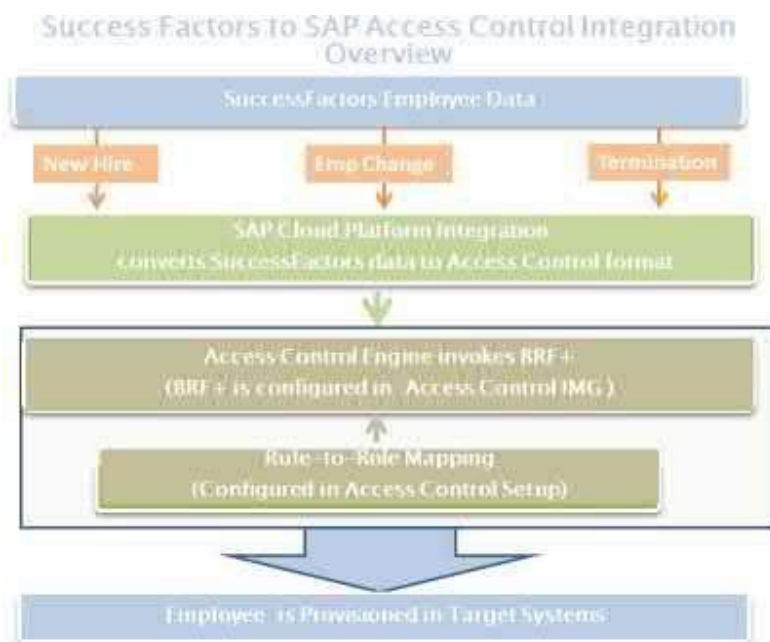 Success Factors to SAP Access Control Integration
Overview
SuccessFactors Employee Data
New Hire
Emp Change
Termination
SAP Cloud Platform Integration
converts SuccessFactors data to Access Control format
Access Control Engine invokes BRF+
(BRF+ is configured in Access Control IMG )
Rule-to-Role Mapping
(Configured in Access Control Setup)
Employee is Provisioned in Target Systems